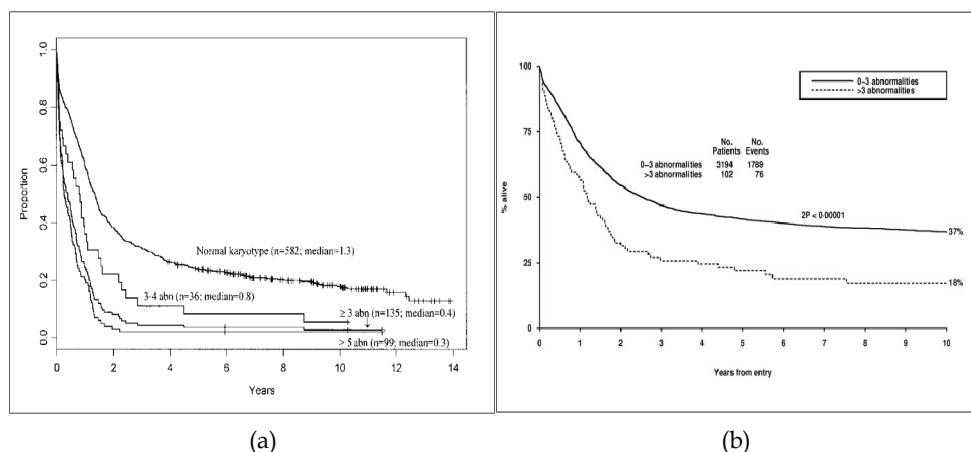 1.0
0.8
0.6
0.4
0.2
0.0
Proportion
Normal karyotype (n=582; median=1.3)
3-4 abn (n=36; median=0.8)
≥ 3 abn (n=135; median=0.4)
> 5 abn (n=99; median=0.3)
0 2 4 6 8 10 12 14
Years
(a)
100
75
50
25
0
% alive
0-3 abnormalities
>3 abnormalities
No. No.
Patients Events
0-3 abnormalities 3194 1789
>3 abnormalities 102 76
2P < 0·00001
37%
18%
0 1 2 3 4 5 6 7 8 9 10
Years from entry
(b)